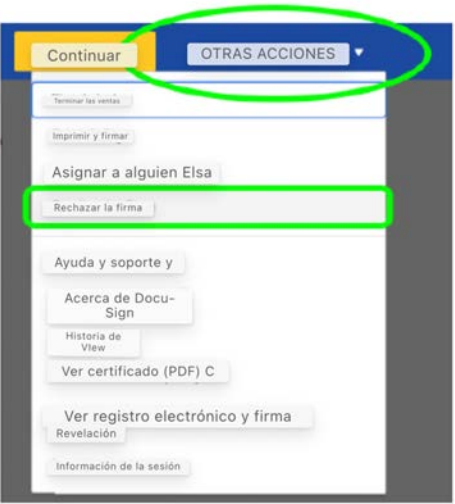 Continuar
OTRAS ACCIONES
Terminar las ventas
Imprimir y firmar
Asignar a alguien Elsa
Rechazar la firma
Ayuda y soporte y
Acerca de Docu-
Sign
Historia de
VIew
Ver certificado (PDF) C
Ver registro electrónico y firma
Revelación
Información de la sesión